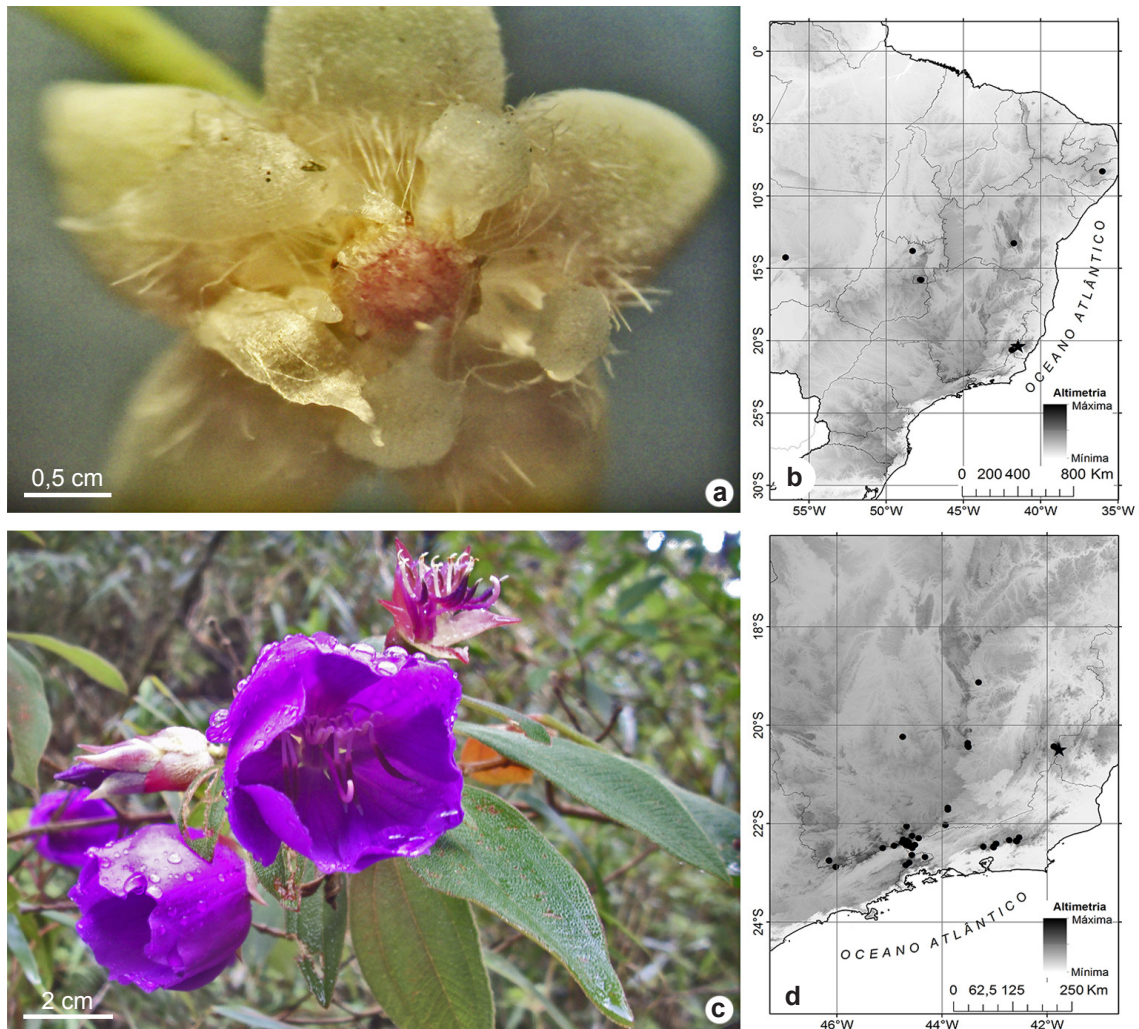 0,5 cm
a
0°
5°S
10°S
15°S
20°S
25°S
30°S
OCEANO ATLÂNTICO
Altimetria
Máxima
Mínima
0 200 400 800 Km
b
55°W 50°W 45°W 40°W 35°W
2 cm
c
18°S
20°S
22°S
24°S
OCEANO ATLÂNTICO
Altimetria
Máxima
Mínima
0 62,5 125 250 Km
d
46°W 44°W 42°W